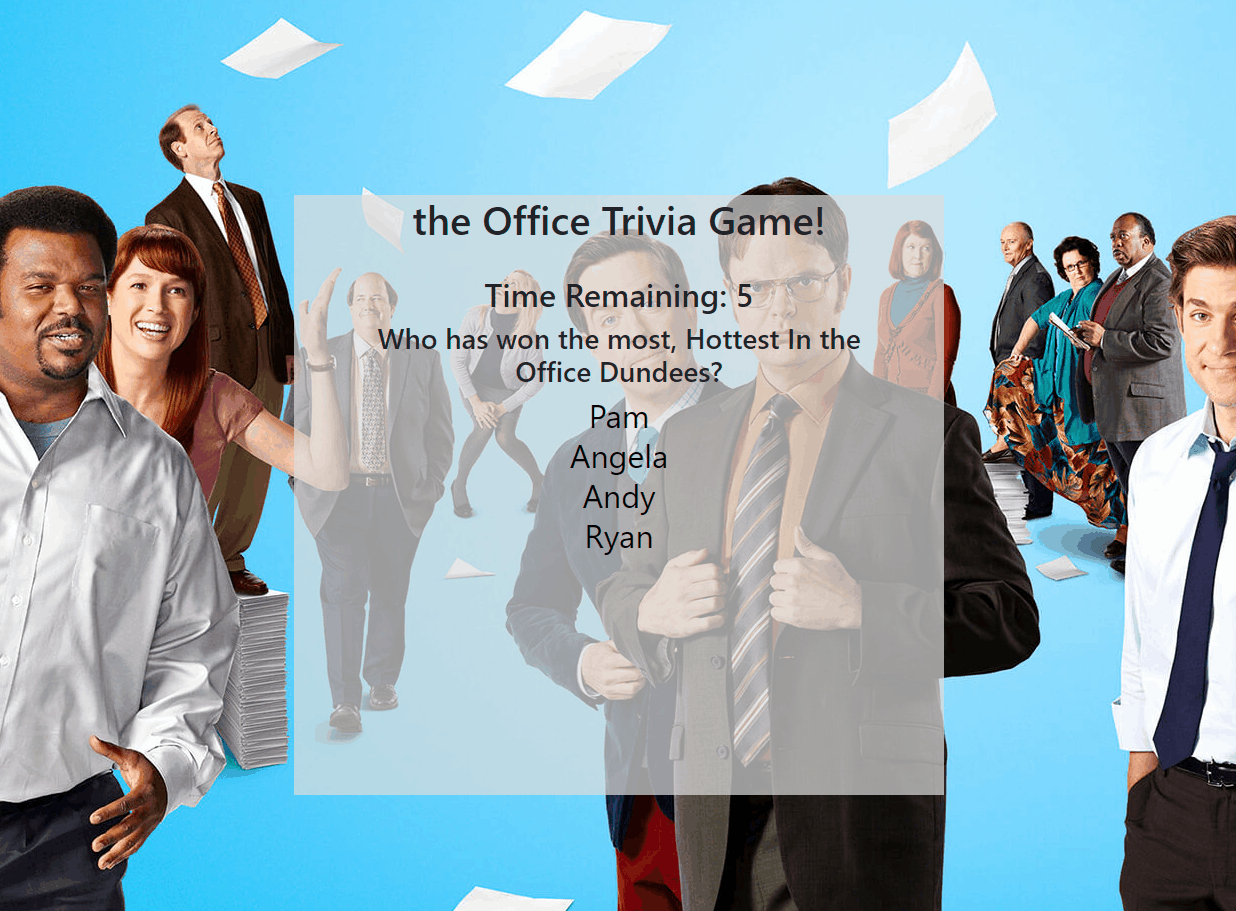 the Office Trivia Game!
Time Remaining: 5
Who has won the most, Hottest In the
Office Dundees?
Pam
Angela
Andy
Ryan